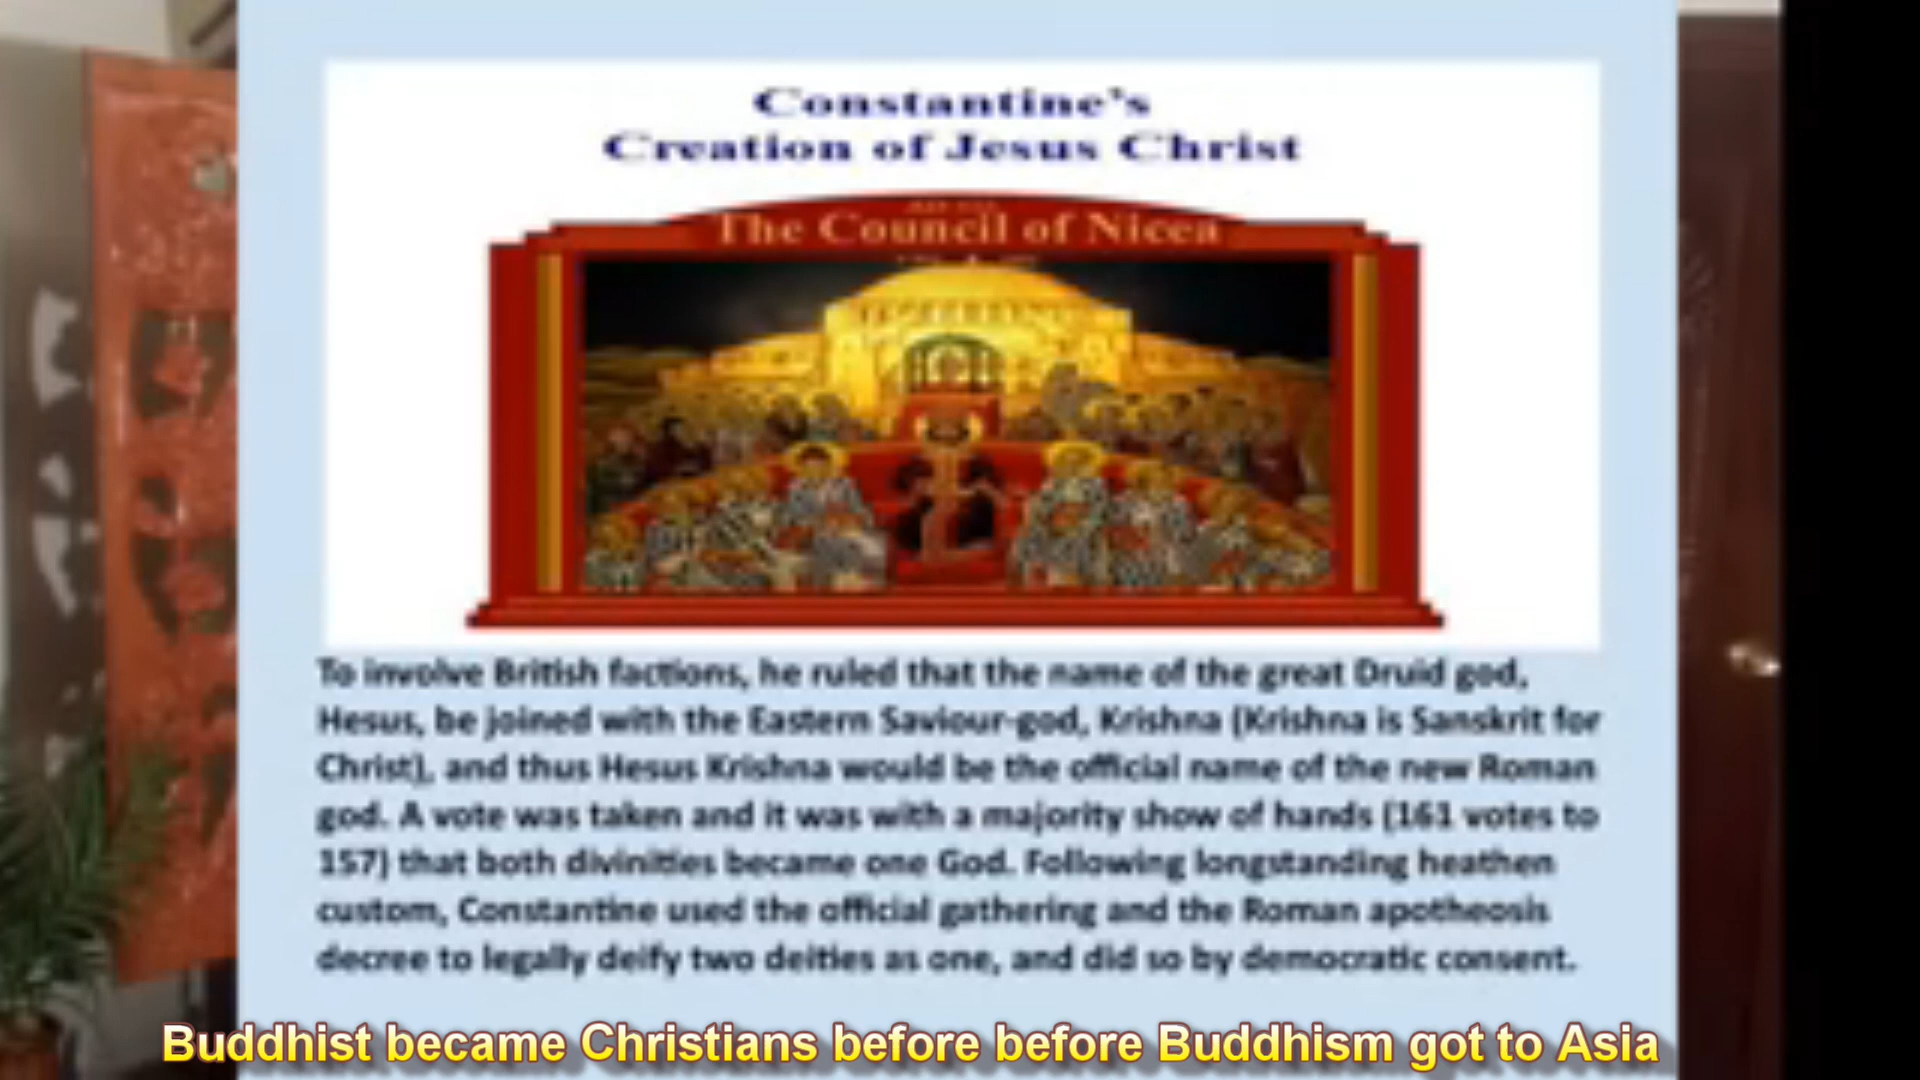 Constantine's
Creation of Jesus Christ
The Council of Nicea
To involve British factions, he ruled that the name of the great Druid god,
Hesus, be joined with the Eastern Saviour-god, Krishna (Krishna is Sanskrit for
Christ), and thus Hesus Krishna would be the official name of the new Roman
god. A vote was taken and it was with a majority show of hands (161 votes to
157) that both divinities became one God. Following longstanding heathen
custom, Constantine used the official gathering and the Roman apotheosis
decree to legally deify two deities as one, and did so by democratic consent.
Buddhist became Christians before before Buddhism got to Asia